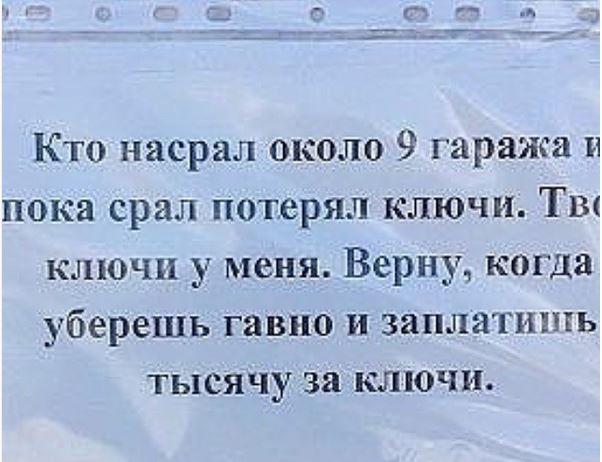 Кто насрал около 9 гаража и
пока срал потерял ключи. Тво
ключи у меня. Верну, когда
уберешь гавно и заплатишь
тысячу за ключи.